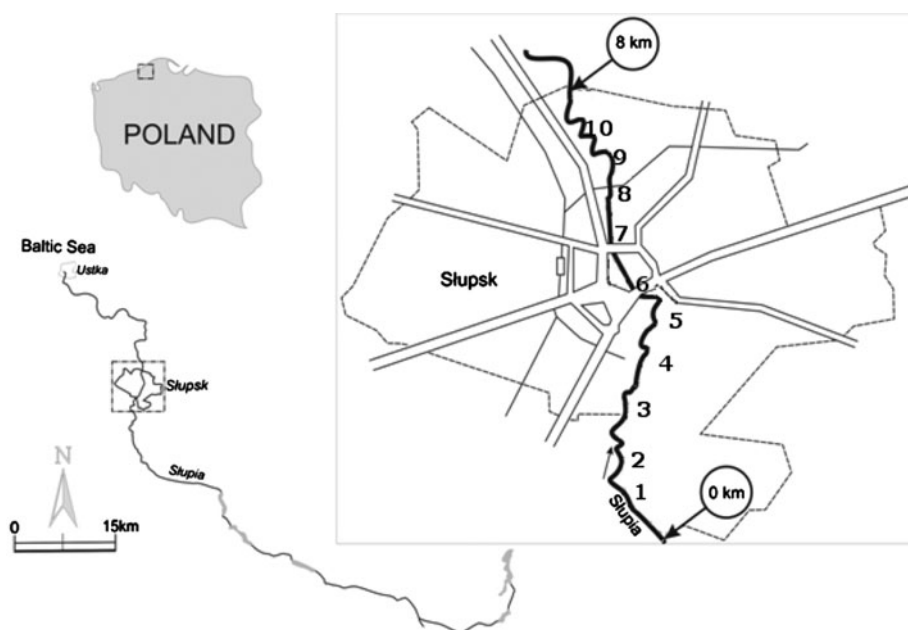 POLAND
Baltic Sea
Ustka
Słupsk
Słupia
N
0 15km
8 km
10
9
8
7
Słupsk
6
5
4
3
2
1
0 km
Słupia